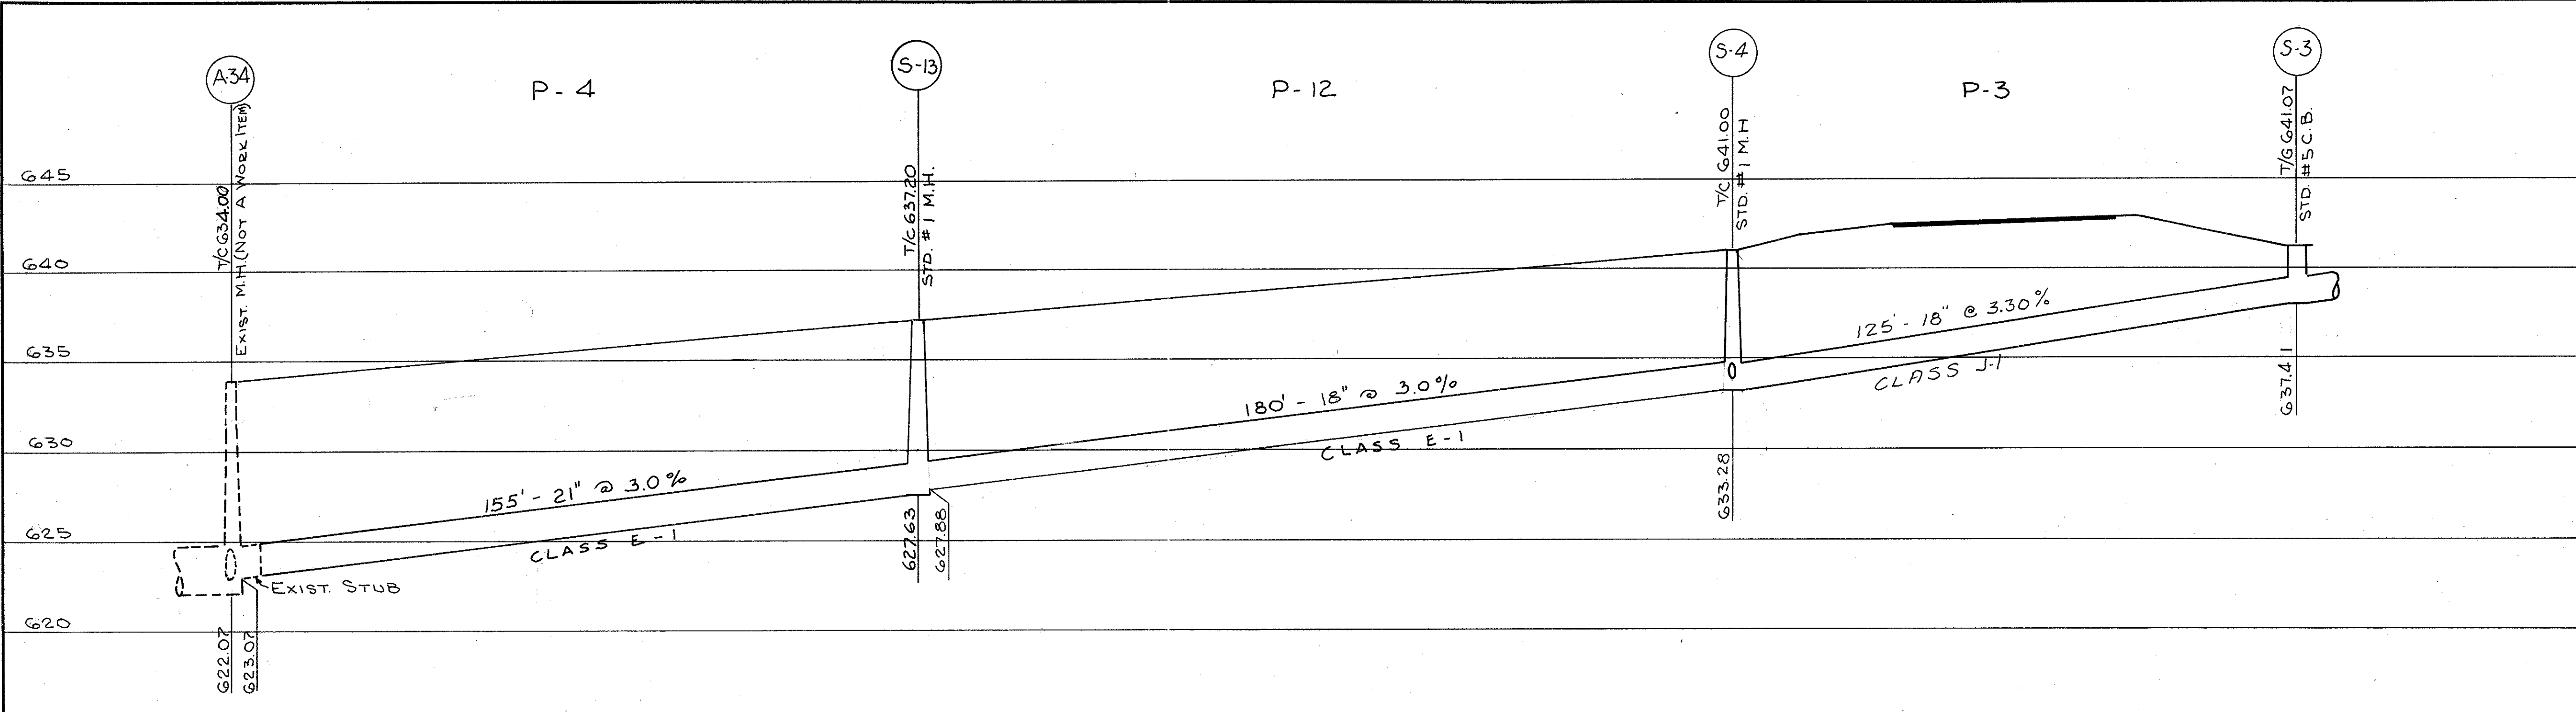 A-34
S-13
S-4
S-3
P-4
P-12
P-3
T/C 634.00
EXIST. M.H. (NOT A WORK ITEM)
T/C 637.20
STD. #1 M.H.
T/C 641.00
STD. #1 M.H
T/G 641.07
STD. #5 C.B.
645
640
635
630
625
620
155' - 21" @ 3.0%
CLASS E-1
180' - 18" @ 3.0%
CLASS E-1
125' - 18" @ 3.30%
CLASS J-1
EXIST. STUB
622.07
623.07
627.63
627.88
633.28
637.41